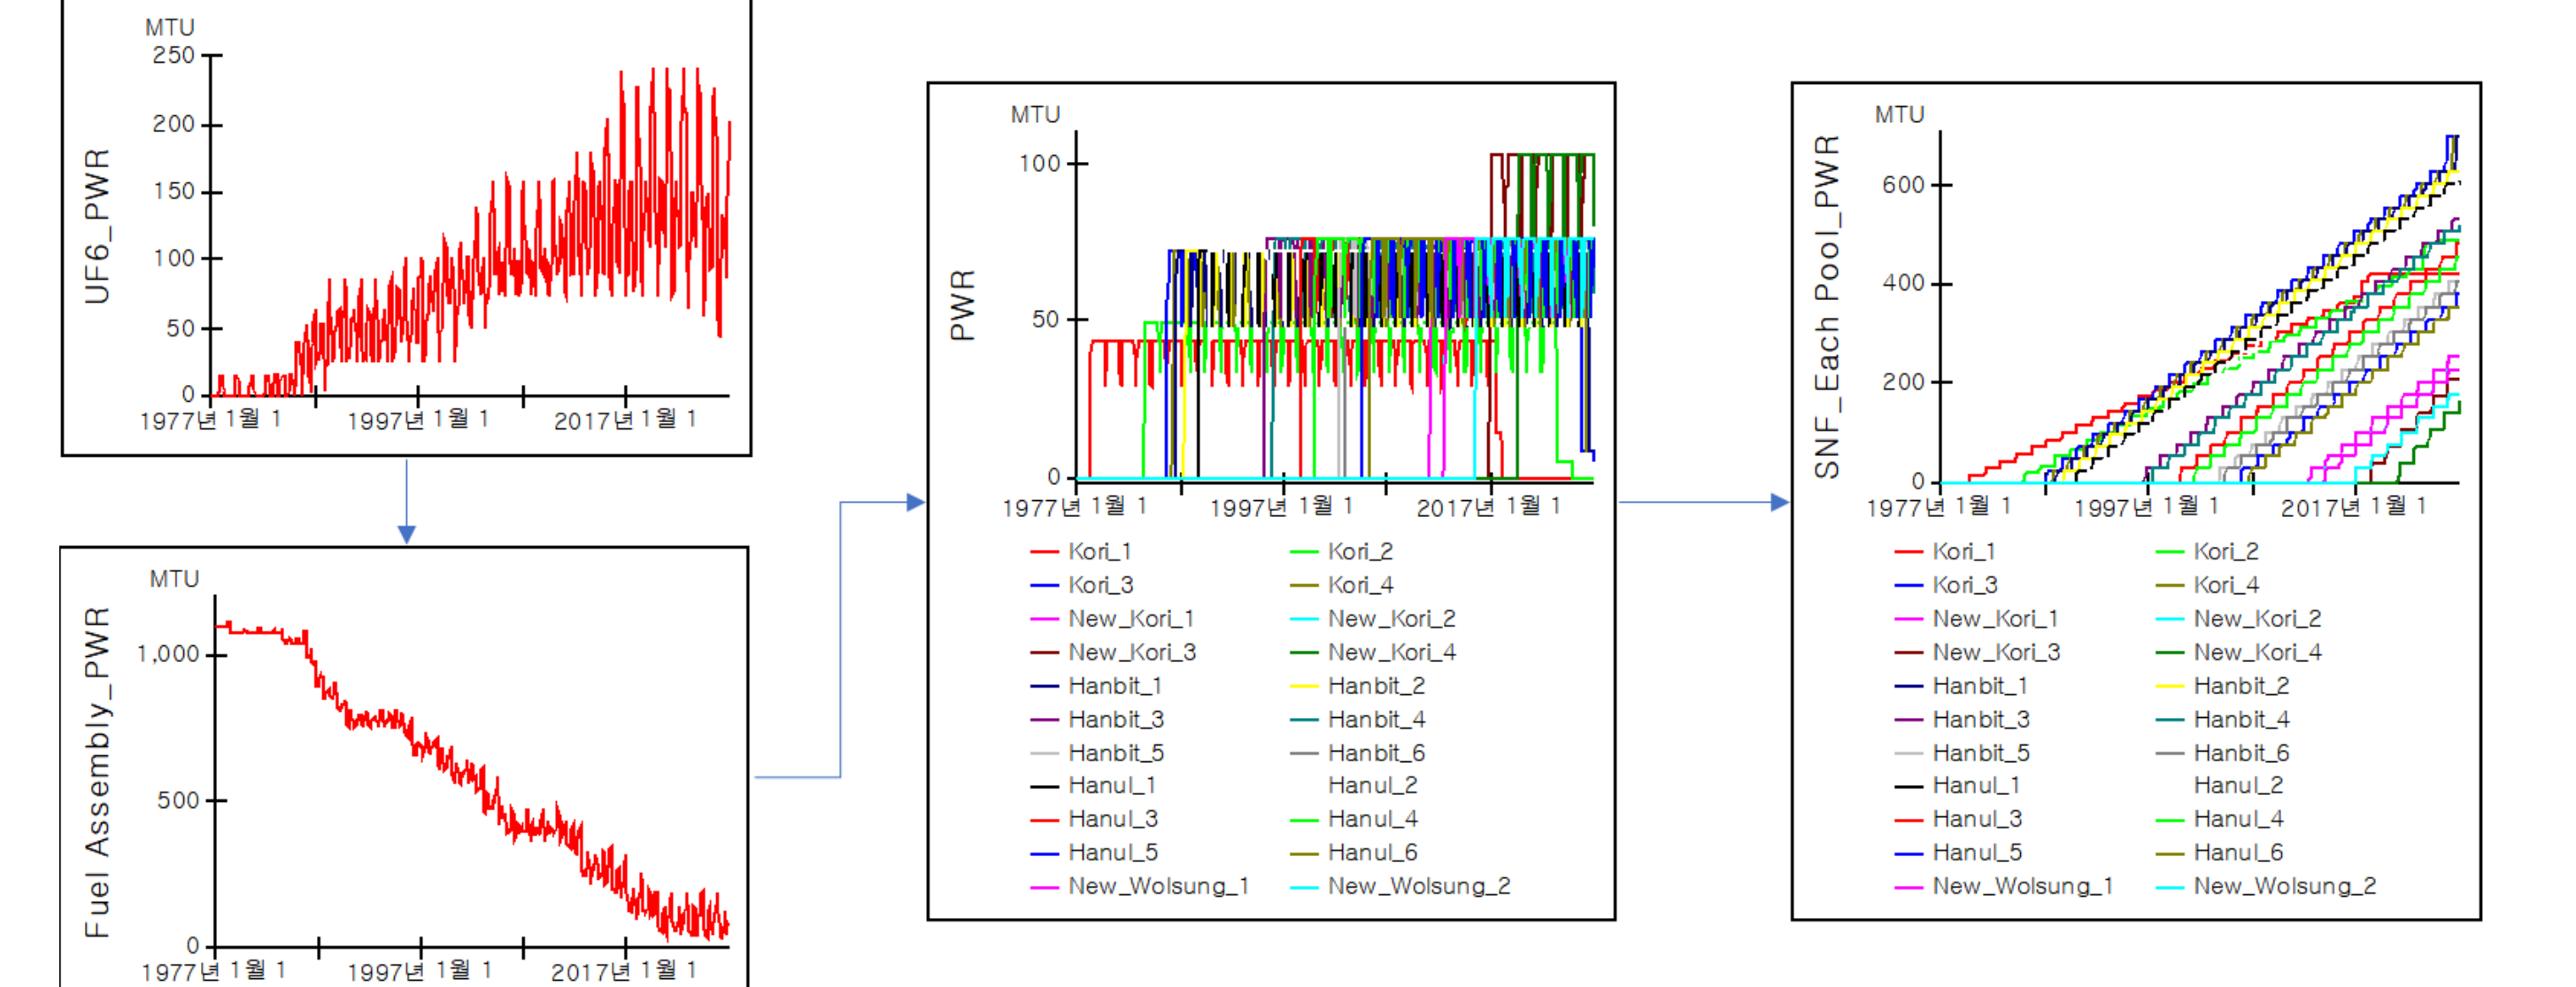 MTU
250
200
150
100
50
0
UF6_PWR
1977년 1월 1 1997년 1월 1 2017년 1월 1
MTU
1,000
500
0
Fuel Assembly_PWR
1977년 1월 1 1997년 1월 1 2017년 1월 1
MTU
100
50
0
PWR
1977년 1월 1 1997년 1월 1 2017년 1월 1
Kori_1 Kori_2
Kori_3 Kori_4
New_Kori_1 New_Kori_2
New_Kori_3 New_Kori_4
Hanbit_1 Hanbit_2
Hanbit_3 Hanbit_4
Hanbit_5 Hanbit_6
Hanul_1 Hanul_2
Hanul_3 Hanul_4
Hanul_5 Hanul_6
New_Wolsung_1 New_Wolsung_2
MTU
600
400
200
0
SNF_Each Pool_PWR
1977년 1월 1 1997년 1월 1 2017년 1월 1
Kori_1 Kori_2
Kori_3 Kori_4
New_Kori_1 New_Kori_2
New_Kori_3 New_Kori_4
Hanbit_1 Hanbit_2
Hanbit_3 Hanbit_4
Hanbit_5 Hanbit_6
Hanul_1 Hanul_2
Hanul_3 Hanul_4
Hanul_5 Hanul_6
New_Wolsung_1 New_Wolsung_2